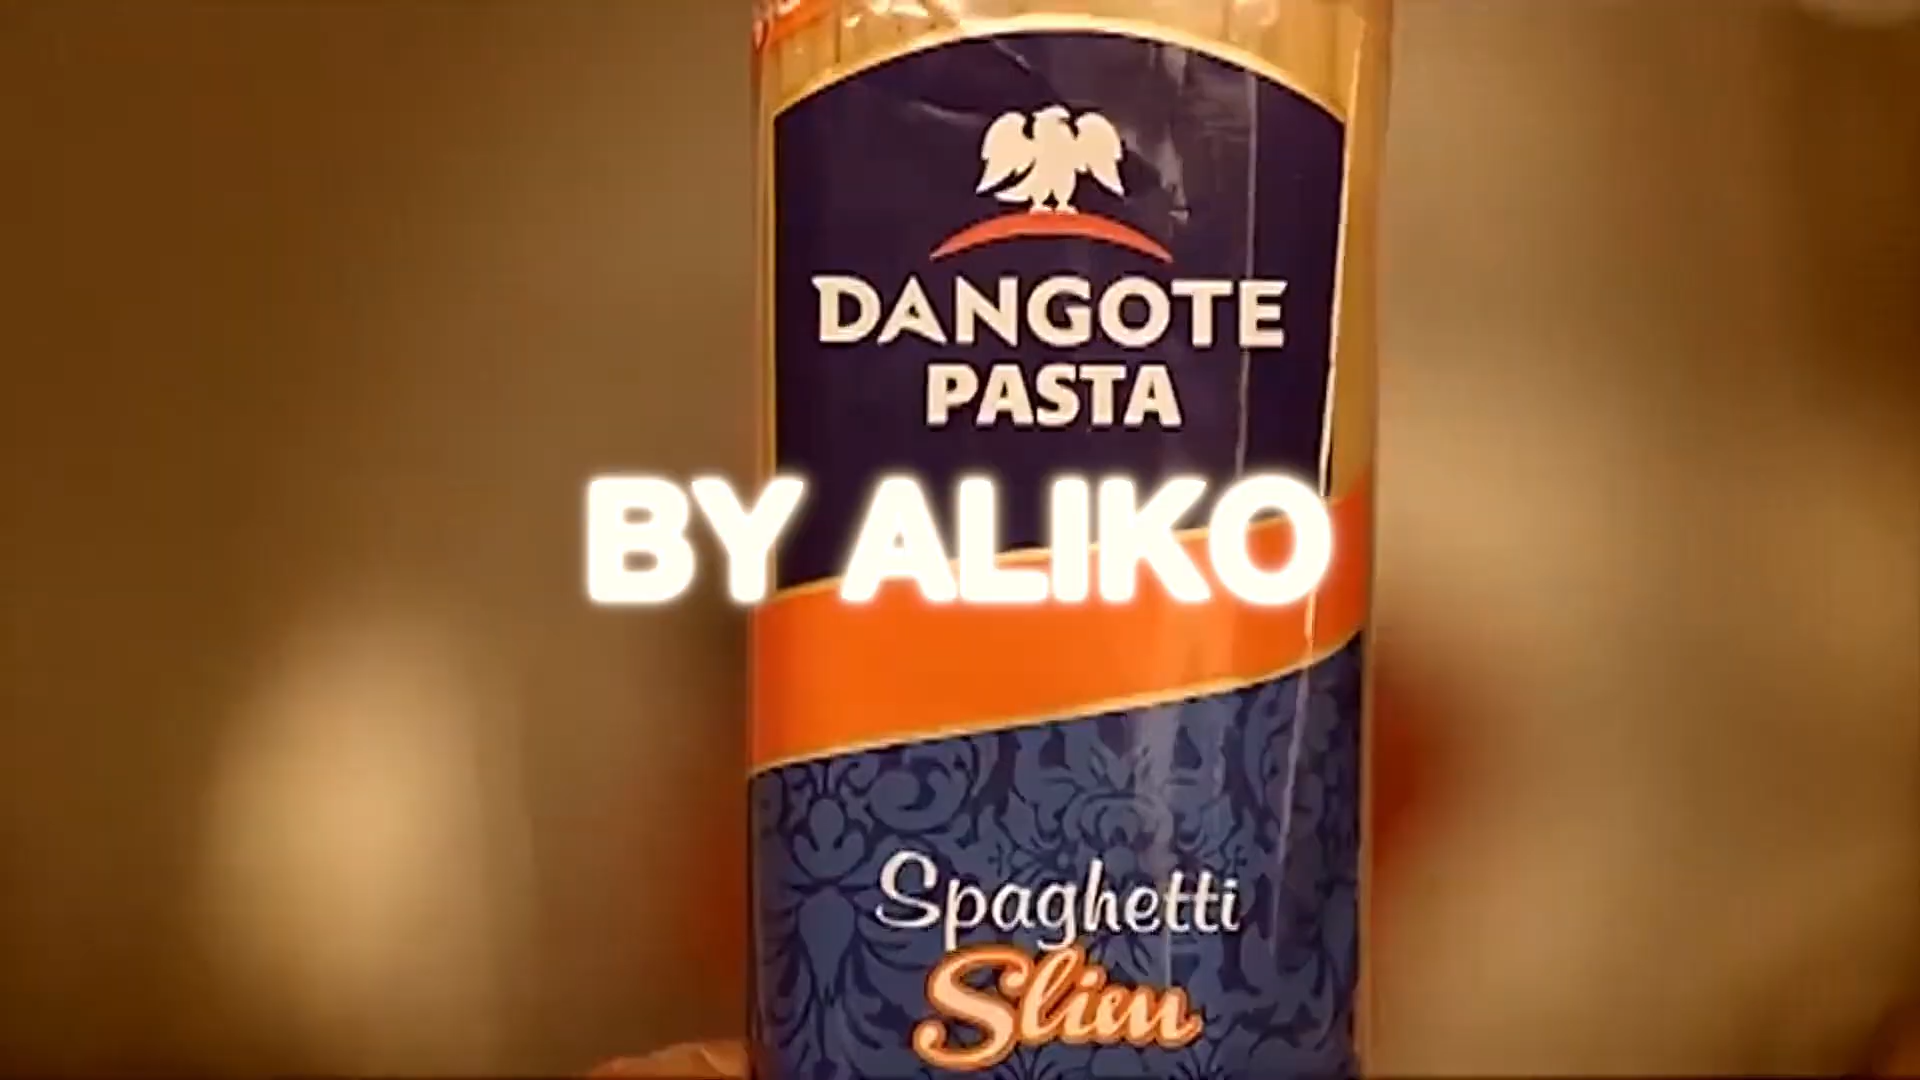 DANGOTE
PASTA
BY ALIKO
Spaghetti
Slim